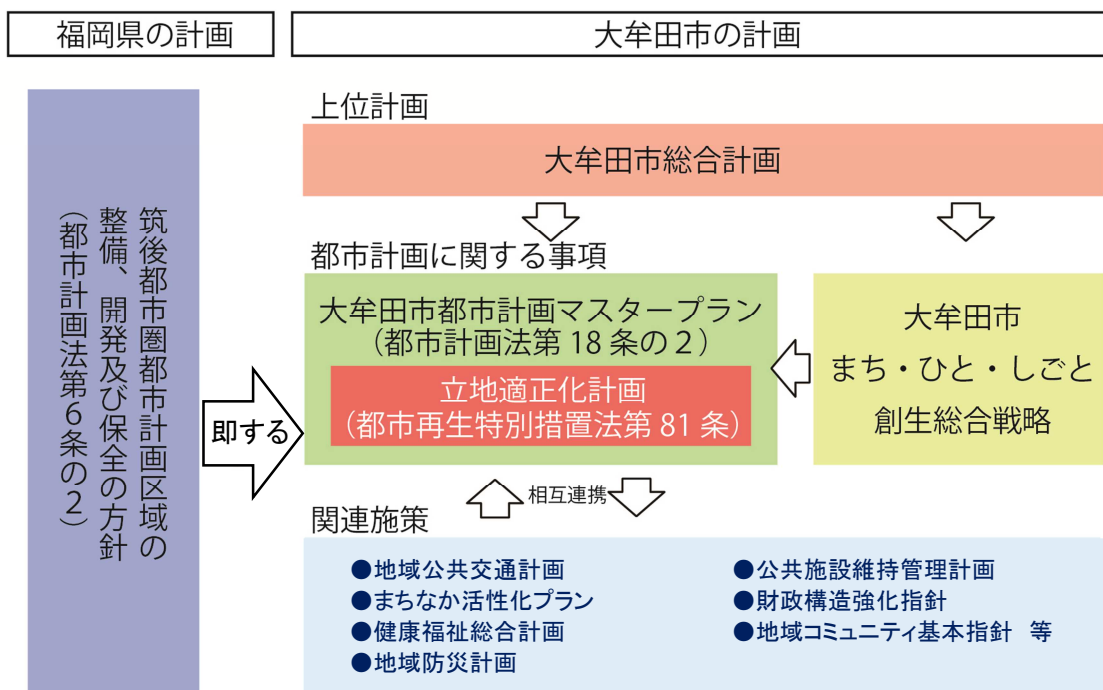 福岡県の計画
大牟田市の計画
筑後都市圏都市計画区域の
整備、開発及び保全の方針
（都市計画法第６条の２）
即する
上位計画
大牟田市総合計画
都市計画に関する事項
大牟田市都市計画マスタープラン
（都市計画法第 18 条の２）
立地適正化計画
（都市再生特別措置法第 81 条）
大牟田市
まち・ひと・しごと
創生総合戦略
相互連携
関連施策
●地域公共交通計画
●まちなか活性化プラン
●健康福祉総合計画
●地域防災計画
●公共施設維持管理計画
●財政構造強化指針
●地域コミュニティ基本指針 等